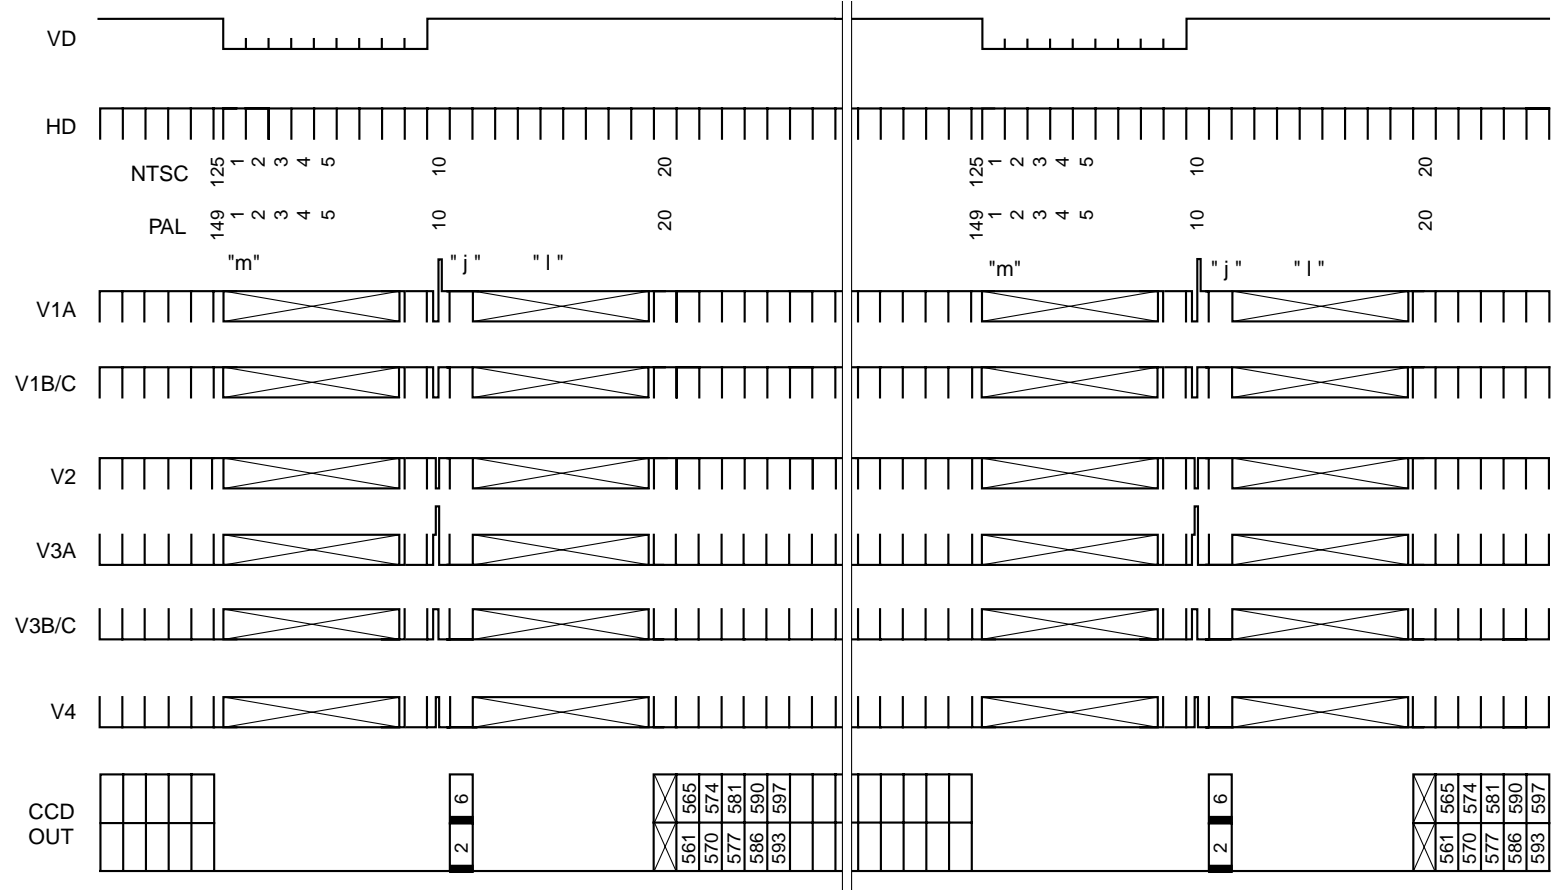 VD
HD
NTSC 125 1 2 3 4 5 10 20 125 1 2 3 4 5 10 20
PAL 149 1 2 3 4 5 10 20 149 1 2 3 4 5 10 20
"m" " j " " l " "m" " j " " l "
V1A
V1B/C
V2
V3A
V3B/C
V4
CCD
OUT
6 565 574 581 590 597 6 565 574 581 590 597
2 561 570 577 586 593 2 561 570 577 586 593